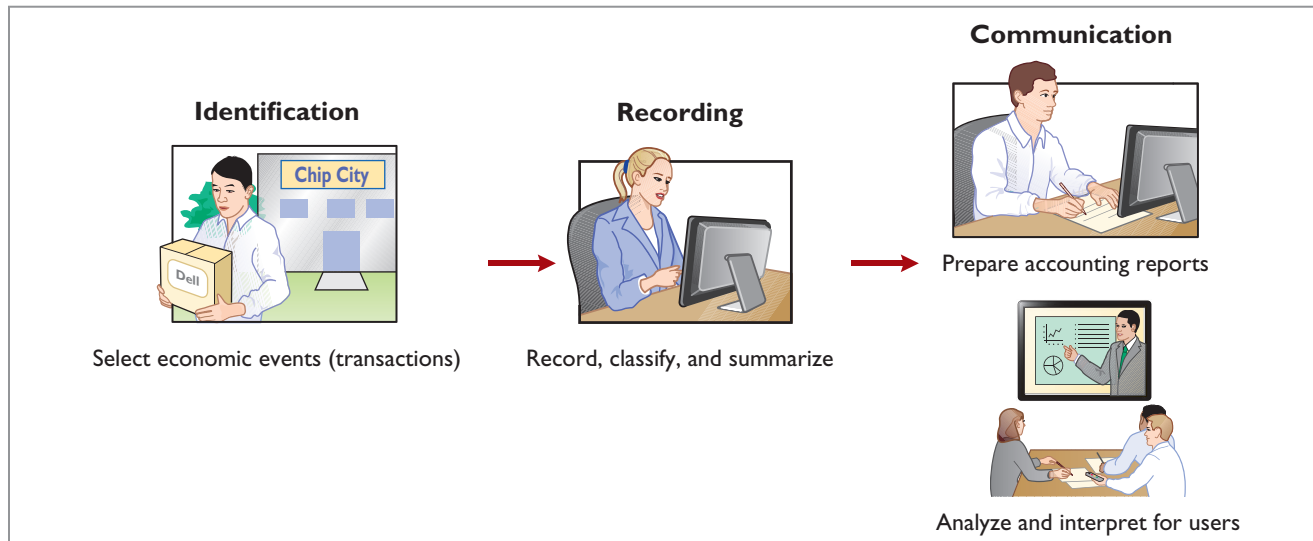 Identification
Chip City
Dell
Select economic events (transactions)
Recording
Record, classify, and summarize
Communication
Prepare accounting reports
Analyze and interpret for users